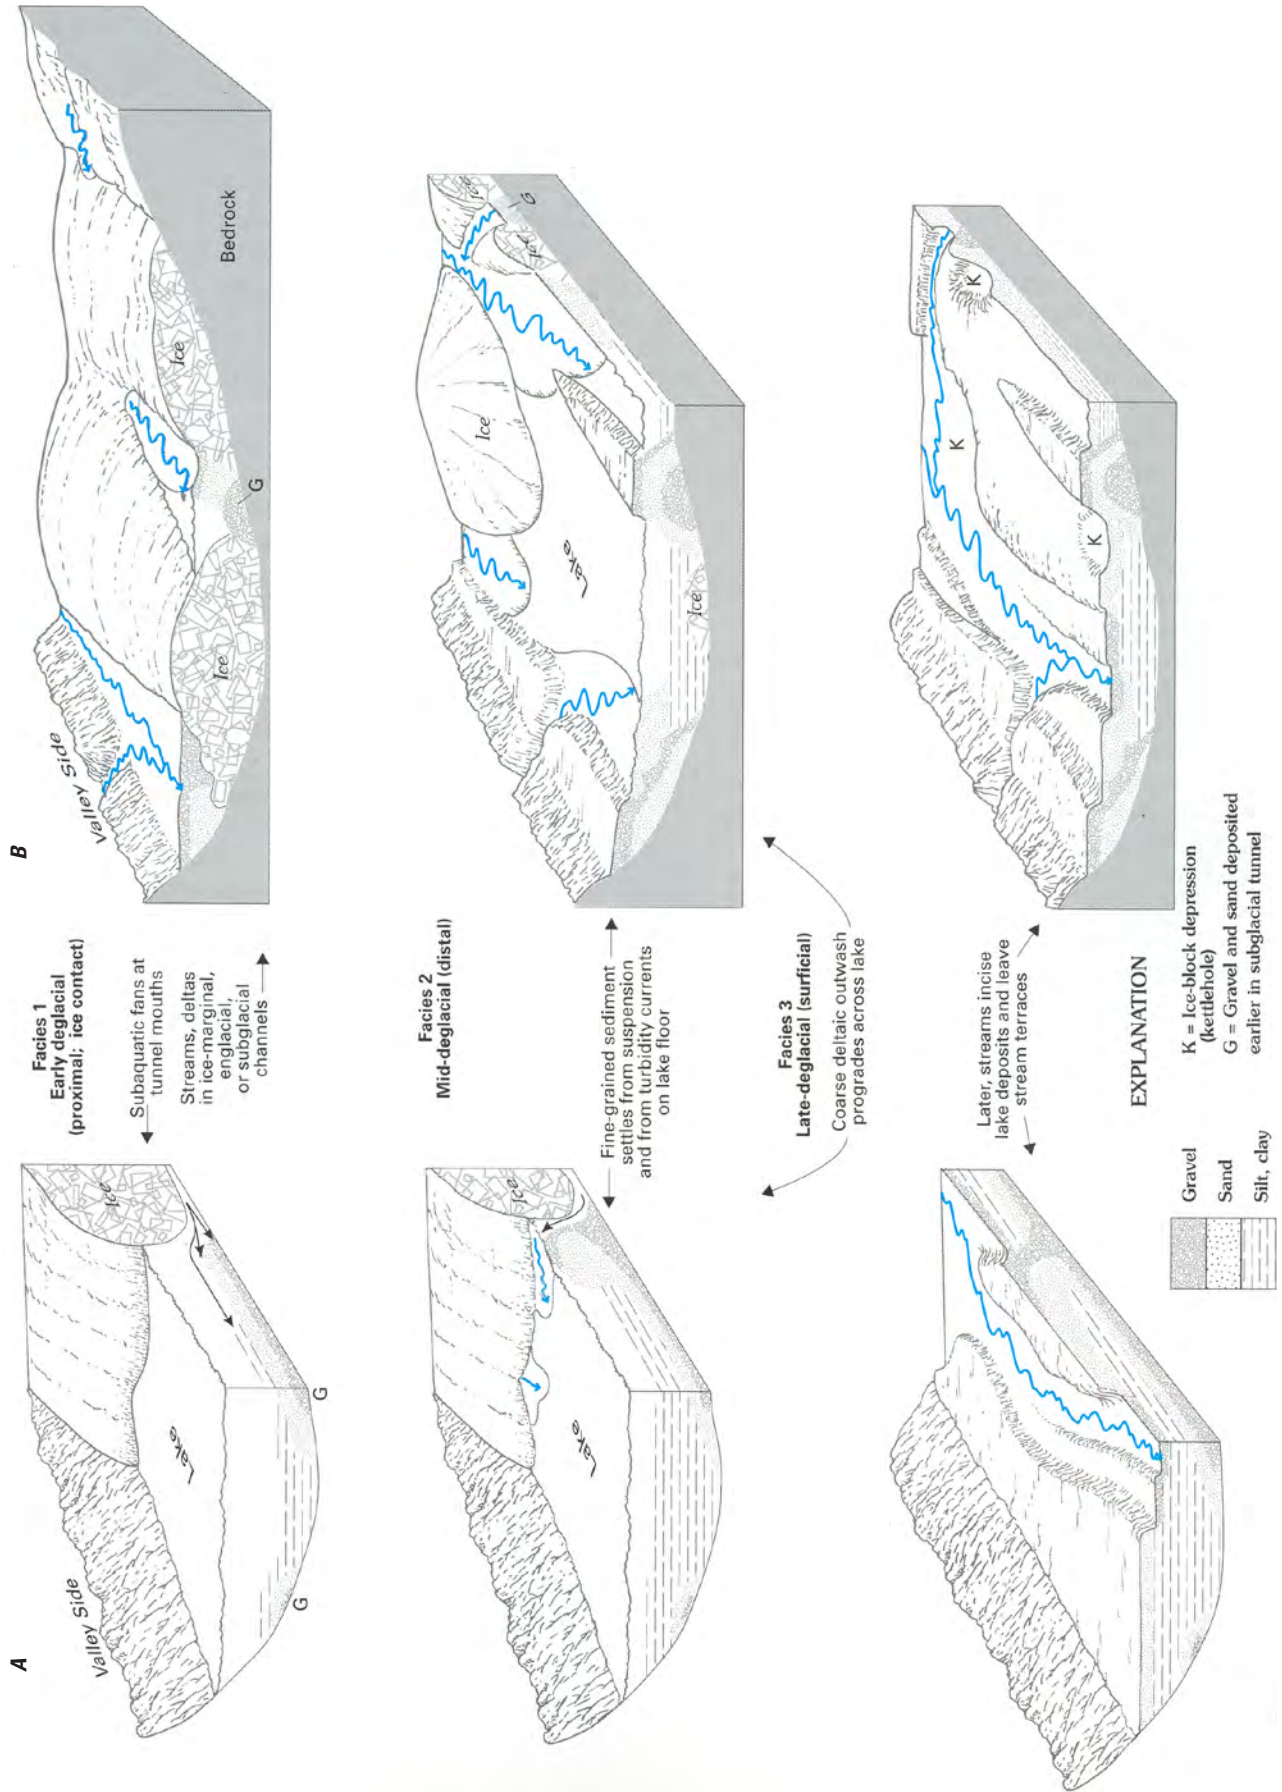 A
B
Valley Side
Ice
Lake
G
G
Facies 1
Early deglacial
(proximal; ice contact)
Subaquatic fans at
tunnel mouths
Streams, deltas
in ice-marginal,
englacial,
or subglacial
channels
Valley Side
Ice
Ice
G
Bedrock
Ice
Lake
Facies 2
Mid-deglacial (distal)
Fine-grained sediment
settles from suspension
and from turbidity currents
on lake floor
Lake
Ice
Ice
Ice
Ice
G
Facies 3
Late-deglacial (surficial)
Coarse deltaic outwash
progrades across lake
Later, streams incise
lake deposits and leave
stream terraces
K
K
K
EXPLANATION
Gravel
Sand
Silt, clay
K = Ice-block depression
(kettlehole)
G = Gravel and sand deposited
earlier in subglacial tunnel